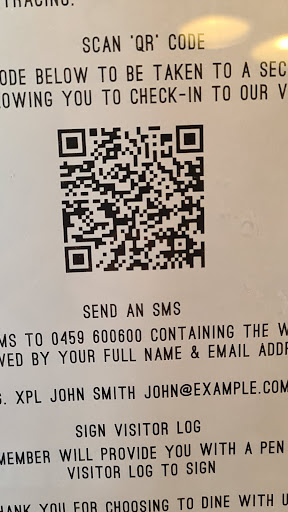 TRACING.
SCAN 'QR' CODE
ODE BELOW TO BE TAKEN TO A SEC
OWING YOU TO CHECK-IN TO OUR V
SEND AN SMS
MS TO 0459 600600 CONTAINING THE W
WED BY YOUR FULL NAME & EMAIL ADDR
G. XPL JOHN SMITH JOHN@EXAMPLE.COM
SIGN VISITOR LOG
MEMBER WILL PROVIDE YOU WITH A PEN
VISITOR LOG TO SIGN
HANK YOU FOR CHOOSING TO DINE WITH U